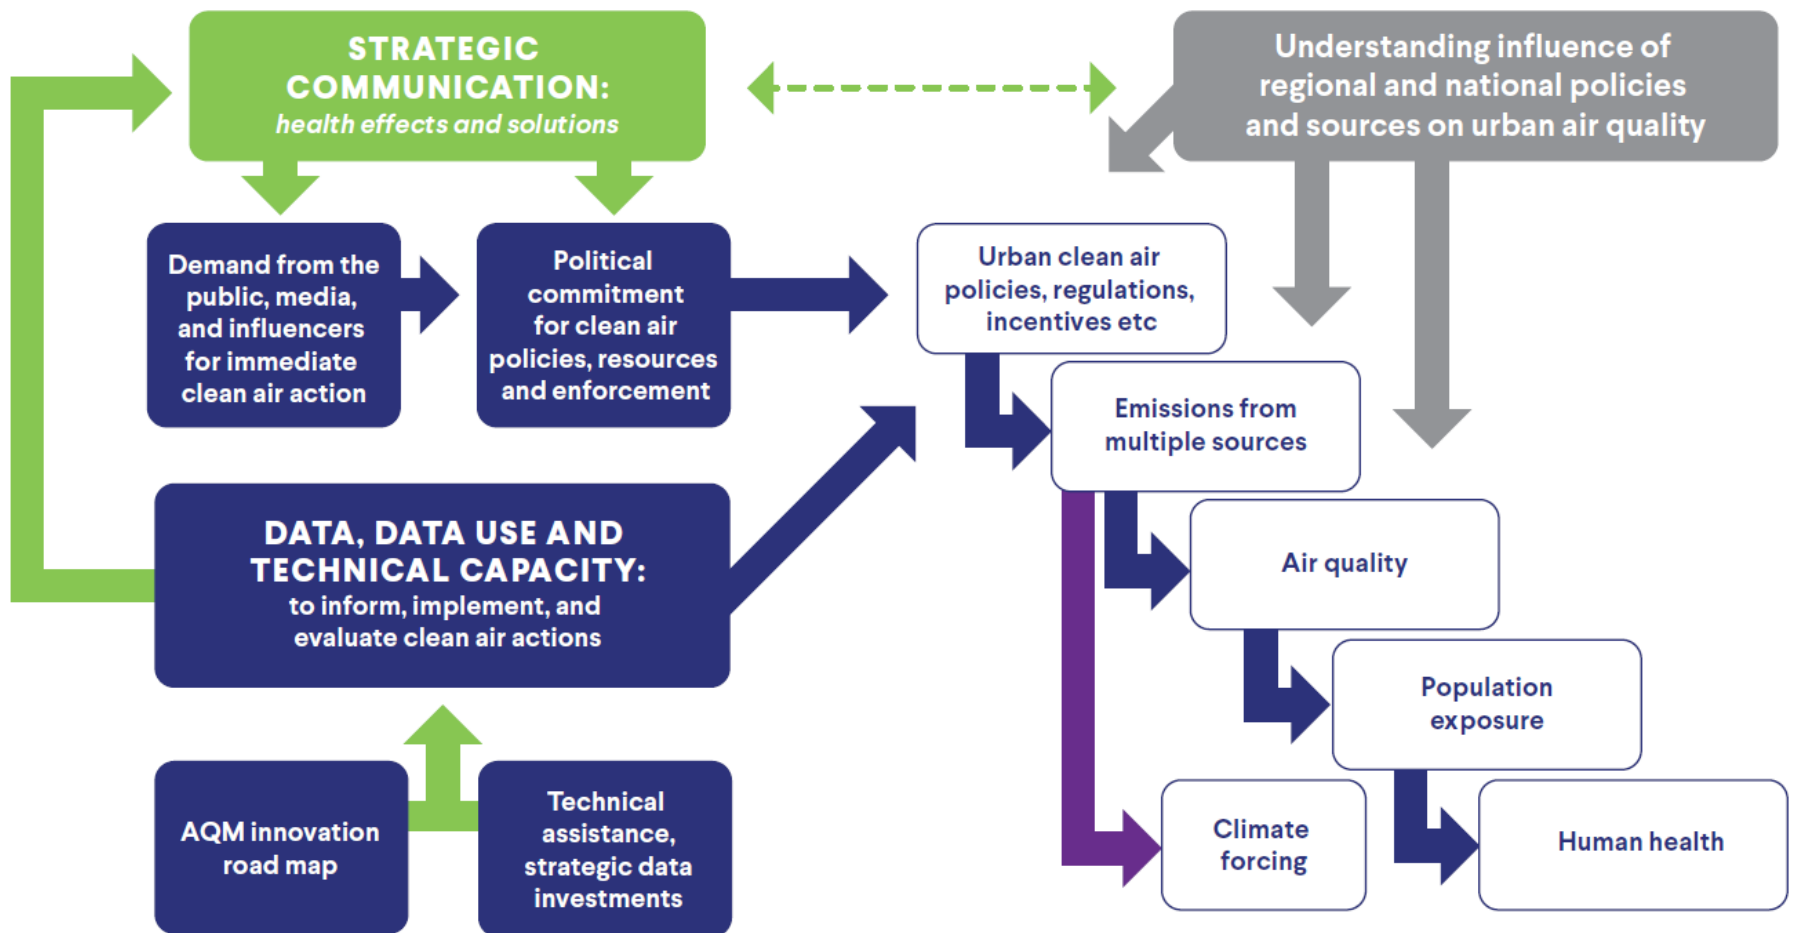 STRATEGIC
COMMUNICATION:
health effects and solutions
Understanding influence of
regional and national policies
and sources on urban air quality
Demand from the
public, media,
and influencers
for immediate
clean air action
Political
commitment
for clean air
policies, resources
and enforcement
Urban clean air
policies, regulations,
incentives etc
Emissions from
multiple sources
DATA, DATA USE AND
TECHNICAL CAPACITY:
to inform, implement, and
evaluate clean air actions
Air quality
Population
exposure
AQM innovation
road map
Technical
assistance,
strategic data
investments
Climate
forcing
Human health